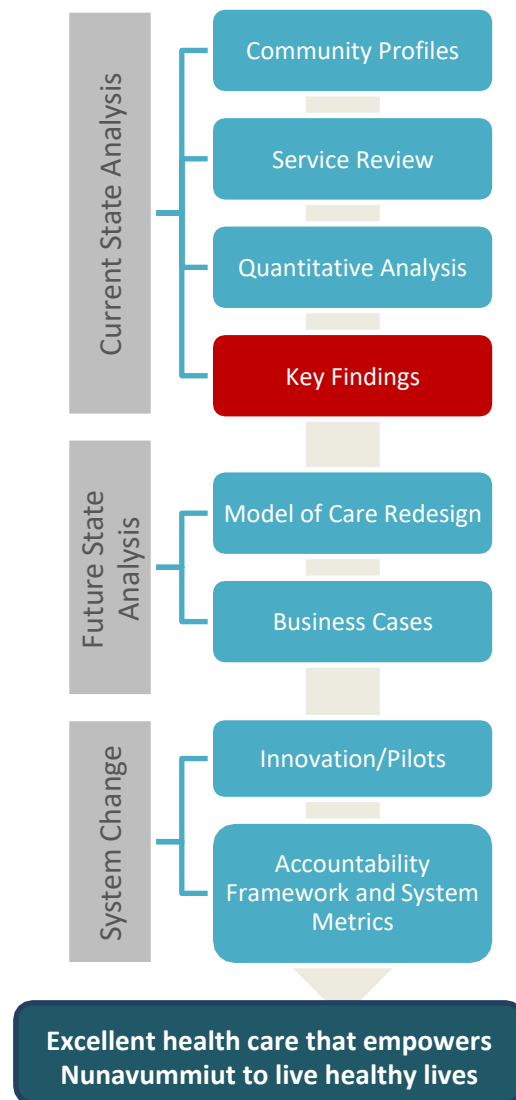 Current State Analysis
Community Profiles
Service Review
Quantitative Analysis
Key Findings
Future State
Analysis
Model of Care Redesign
Business Cases
System Change
Innovation/Pilots
Accountability
Framework and System
Metrics
Excellent health care that empowers
Nunavummiut to live healthy lives